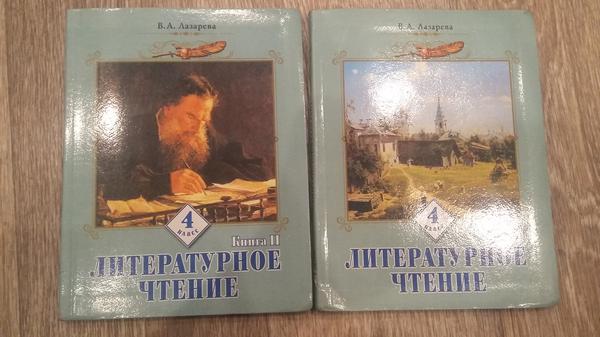 В. А. Лазарева
4
КЛАСС
Книга II
ЛИТЕРАТУРНОЕ
ЧТЕНИЕ
В. А. Лазарева
4
КЛАСС
ЛИТЕРАТУРНОЕ
ЧТЕНИЕ